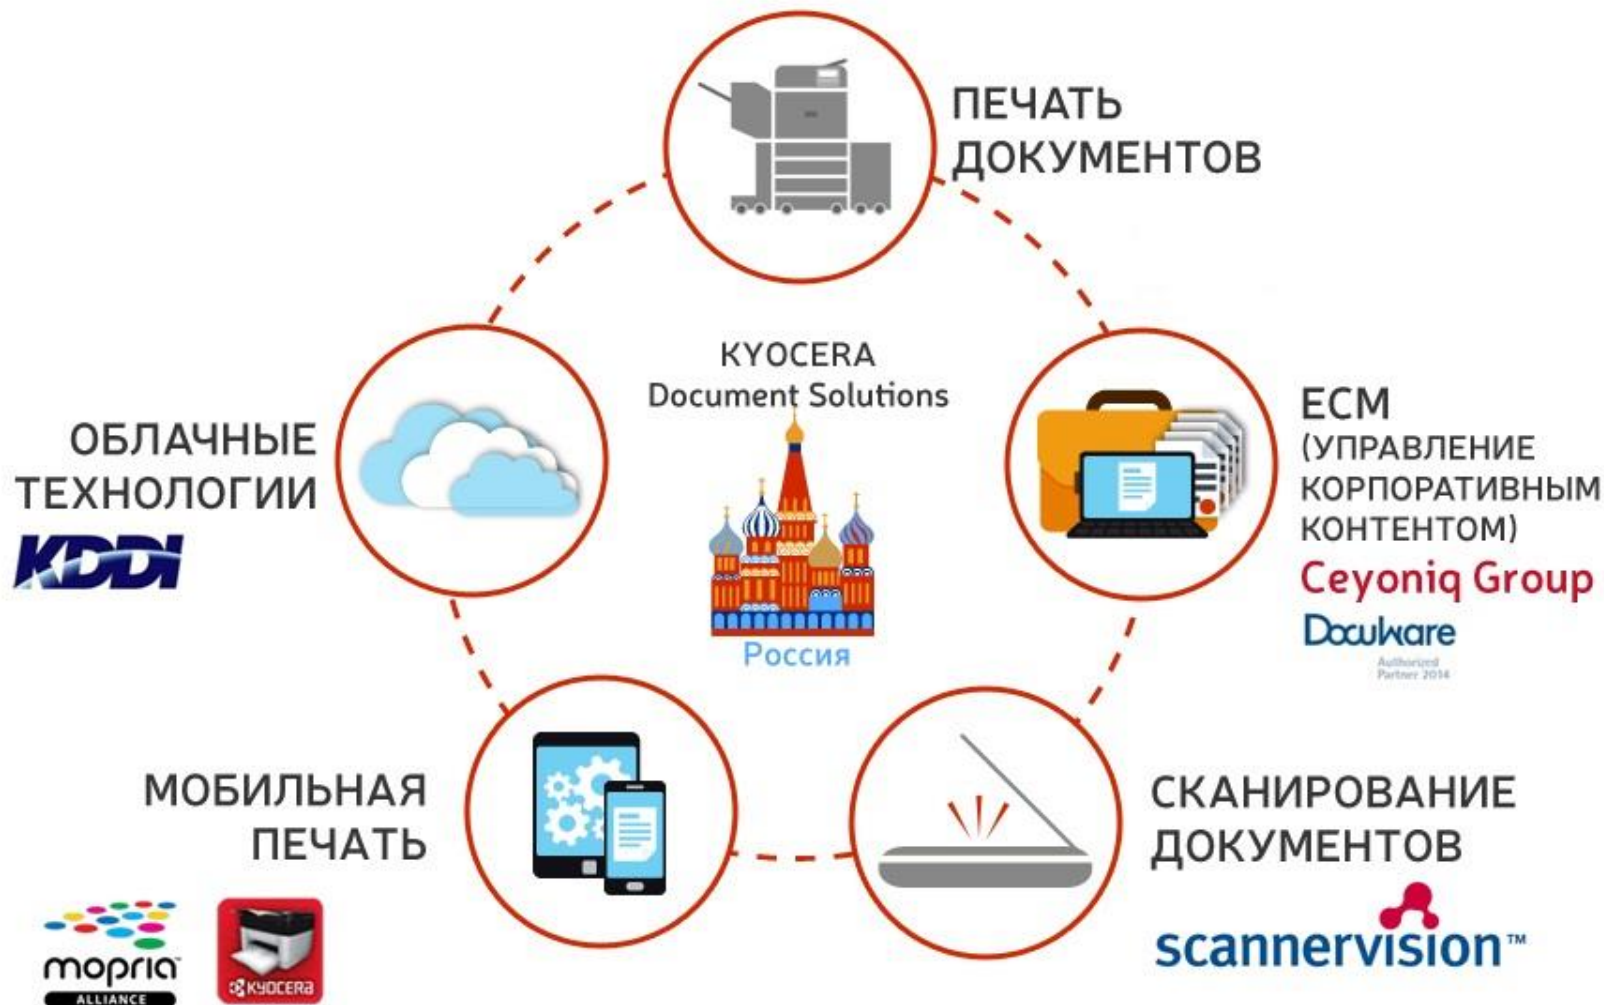 ПЕЧАТЬ
ДОКУМЕНТОВ
KYOCERA
Document Solutions
Россия
ECM
(УПРАВЛЕНИЕ
КОРПОРАТИВНЫМ
КОНТЕНТОМ)
Ceyoniq Group
DocuWare
Authorized
Partner 2014
СКАНИРОВАНИЕ
ДОКУМЕНТОВ
scannervision™
МОБИЛЬНАЯ
ПЕЧАТЬ
mopria™
ALLIANCE
KYOCERA
ОБЛАЧНЫЕ
ТЕХНОЛОГИИ
KDDI